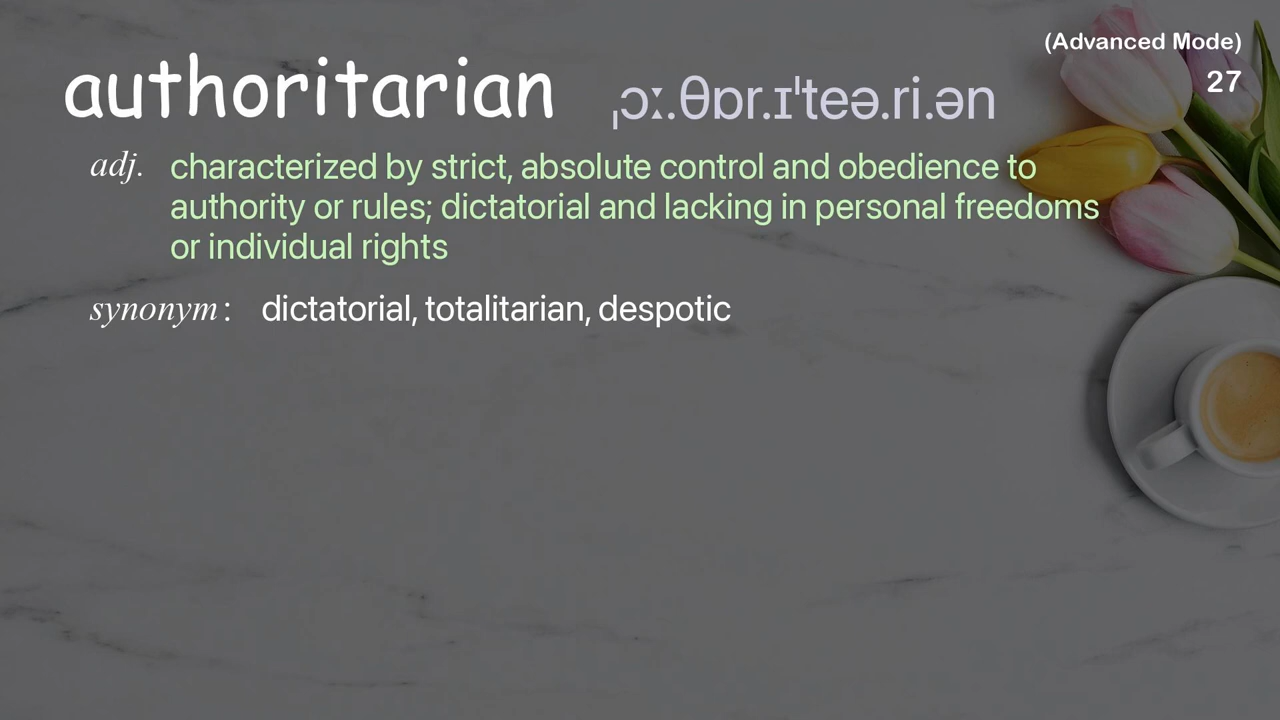 (Advanced Mode)
authoritarian ˌɔː.θɒr.ɪˈteə.ri.ən
27
adj. characterized by strict, absolute control and obedience to
authority or rules; dictatorial and lacking in personal freedoms
or individual rights
synonym: dictatorial, totalitarian, despotic